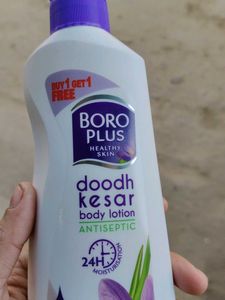 BUY 1 GET 1
FREE
BORO
PLUS
HEALTHY
SKIN
doodh
kesar
body lotion
ANTISEPTIC
24H
MOISTURISATION